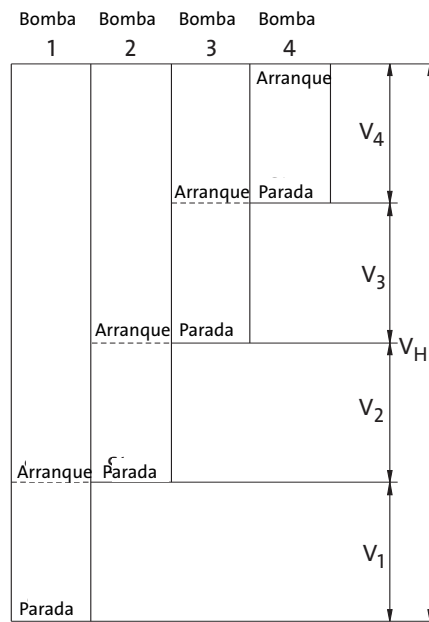 Bomba Bomba Bomba Bomba
1 2 3 4
Arranque
V4
Arranque Parada
V3
Arranque Parada
VH
V2
Arranque Parada
V1
Parada